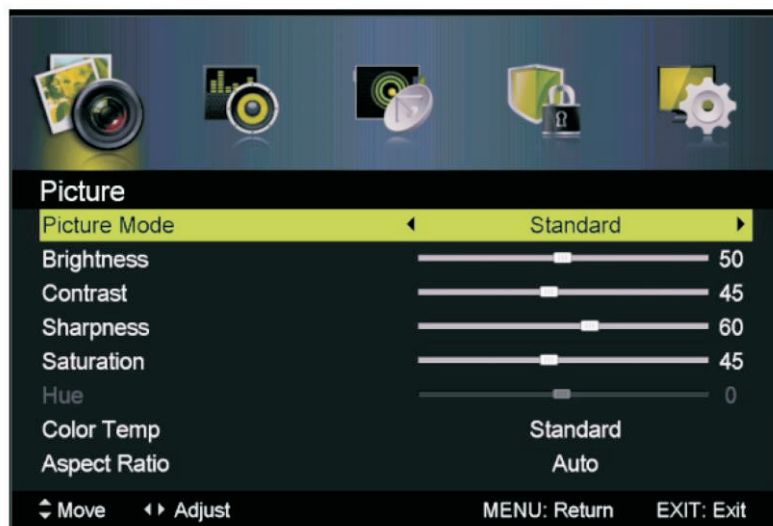 Picture
Picture Mode Standard
Brightness 50
Contrast 45
Sharpness 60
Saturation 45
Hue 0
Color Temp Standard
Aspect Ratio Auto
Move Adjust MENU: Return EXIT: Exit